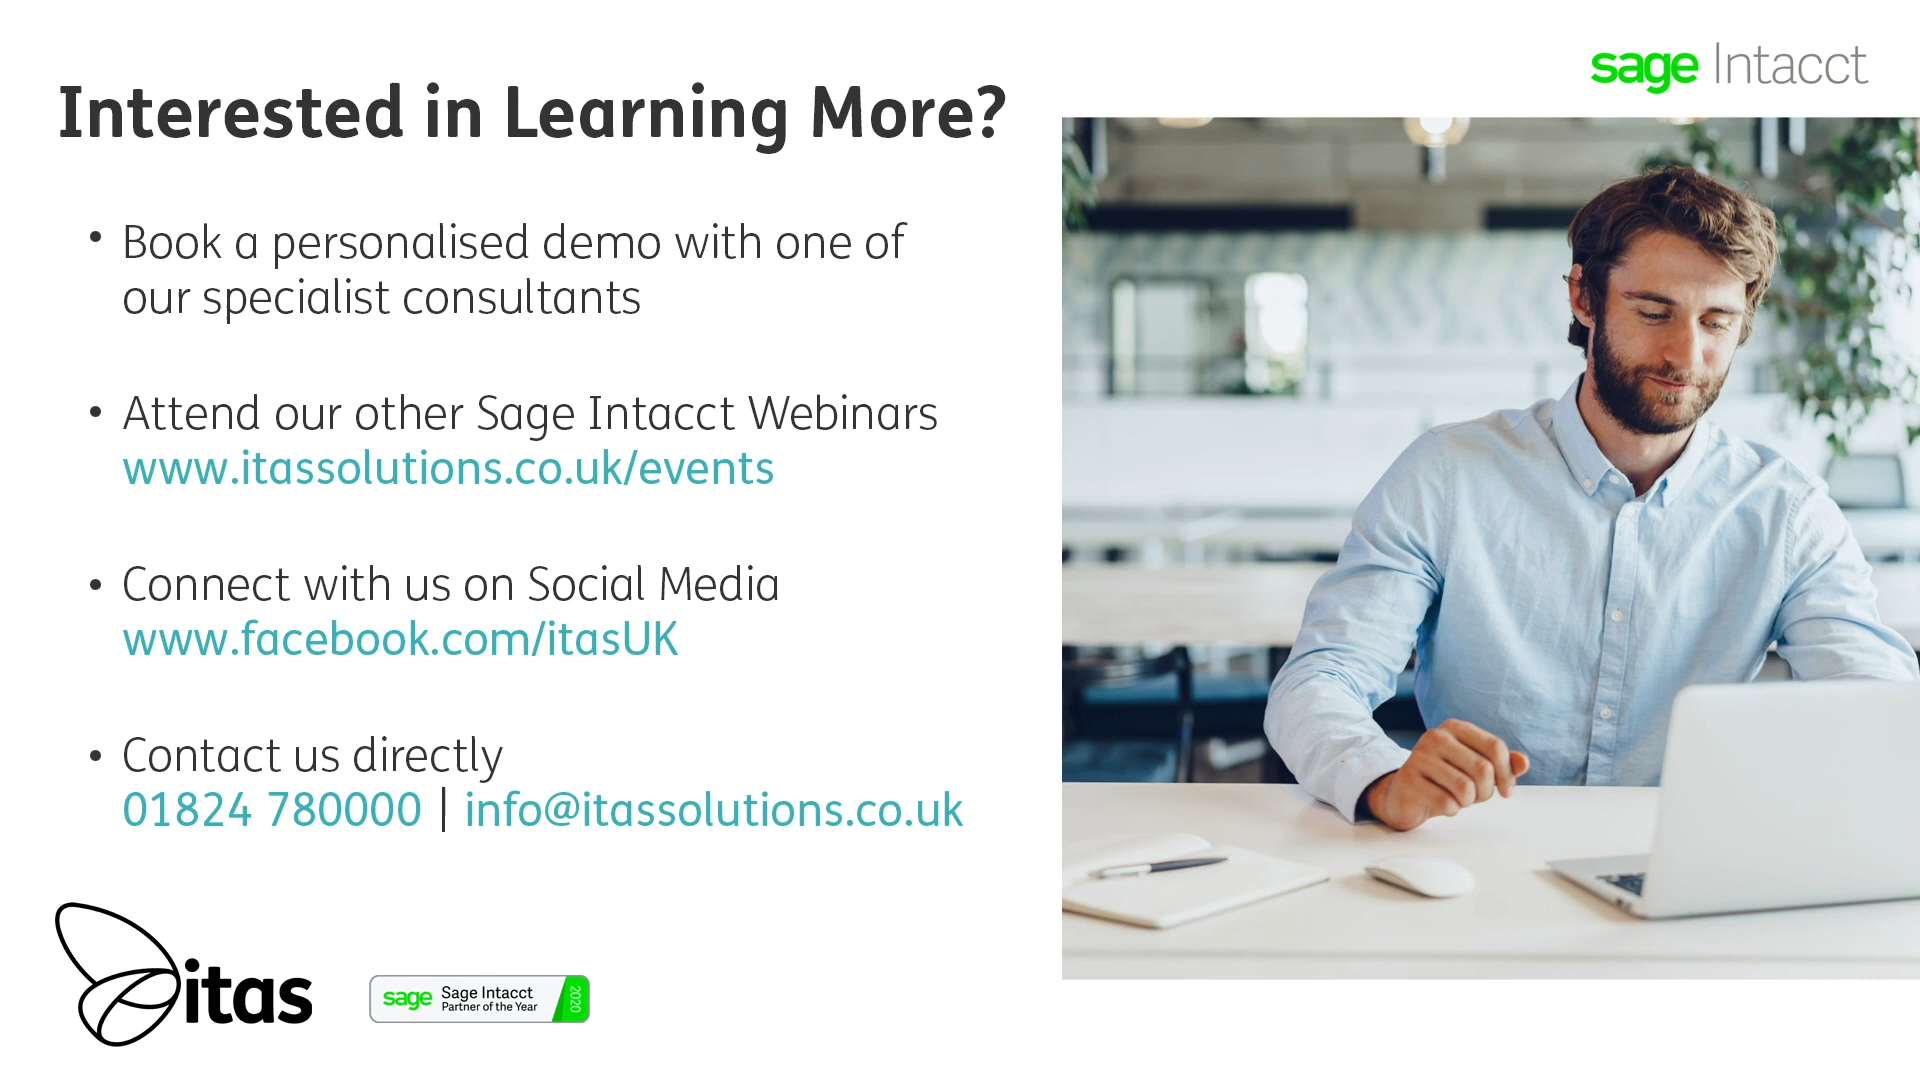 sage Intacct
Interested in Learning More?
• Book a personalised demo with one of
our specialist consultants
• Attend our other Sage Intacct Webinars
www.itassolutions.co.uk/events
• Connect with us on Social Media
www.facebook.com/itasUK
• Contact us directly
01824 780000 | info@itassolutions.co.uk
itas
sage Sage Intacct 2020
Partner of the Year